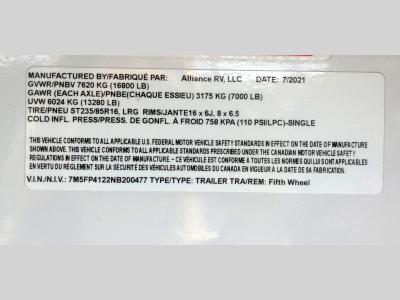 MANUFACTURED BY/FABRIQUÉ PAR: Alliance RV, LLC DATE: 7/2021
GVWR/PNBV 7620 KG (16800 LB)
GAWR (EACH AXLE)/PNBE(CHAQUE ESSIEU) 3175 KG (7000 LB)
UVW 6024 KG (13280 LB)
TIRE/PNEU ST235/85R16, LRG RIMS/JANTE16 x 6J, 8 x 6.5
COLD INFL. PRESS/PRESS. DE GONFL. À FROID 758 KPA (110 PSI/LPC)-SINGLE
THIS VEHICLE CONFORMS TO ALL APPLICABLE U.S. FEDERAL MOTOR VEHICLE SAFETY
STANDARDS IN EFFECT ON THE DATE OF MANUFACTURE SHOWN ABOVE. / THIS VEHICLE
CONFORMS TO ALL APPLICABLE STANDARDS PRESCRIBED UNDER THE CANADIAN MOTOR VEHICLE SAFETY
REGULATIONS IN EFFECT ON THE DATE OF MANUFACTURE. - CE VÉHICULE EST CONFORME À TOUTES LES NORMES QUI LUI SONT APPLICABLES
EN VERTU DU RÈGLEMENT SUR LA SÉCURITÉ DES VÉHICULES AUTOMOBILES DU CANADA EN VIGUEUR À LA DATE DE SA FABRICATION
V.I.N./N.I.V.: 7M5FP4122NB200477 TYPE/TYPE: TRAILER TRA/REM: Fifth Wheel